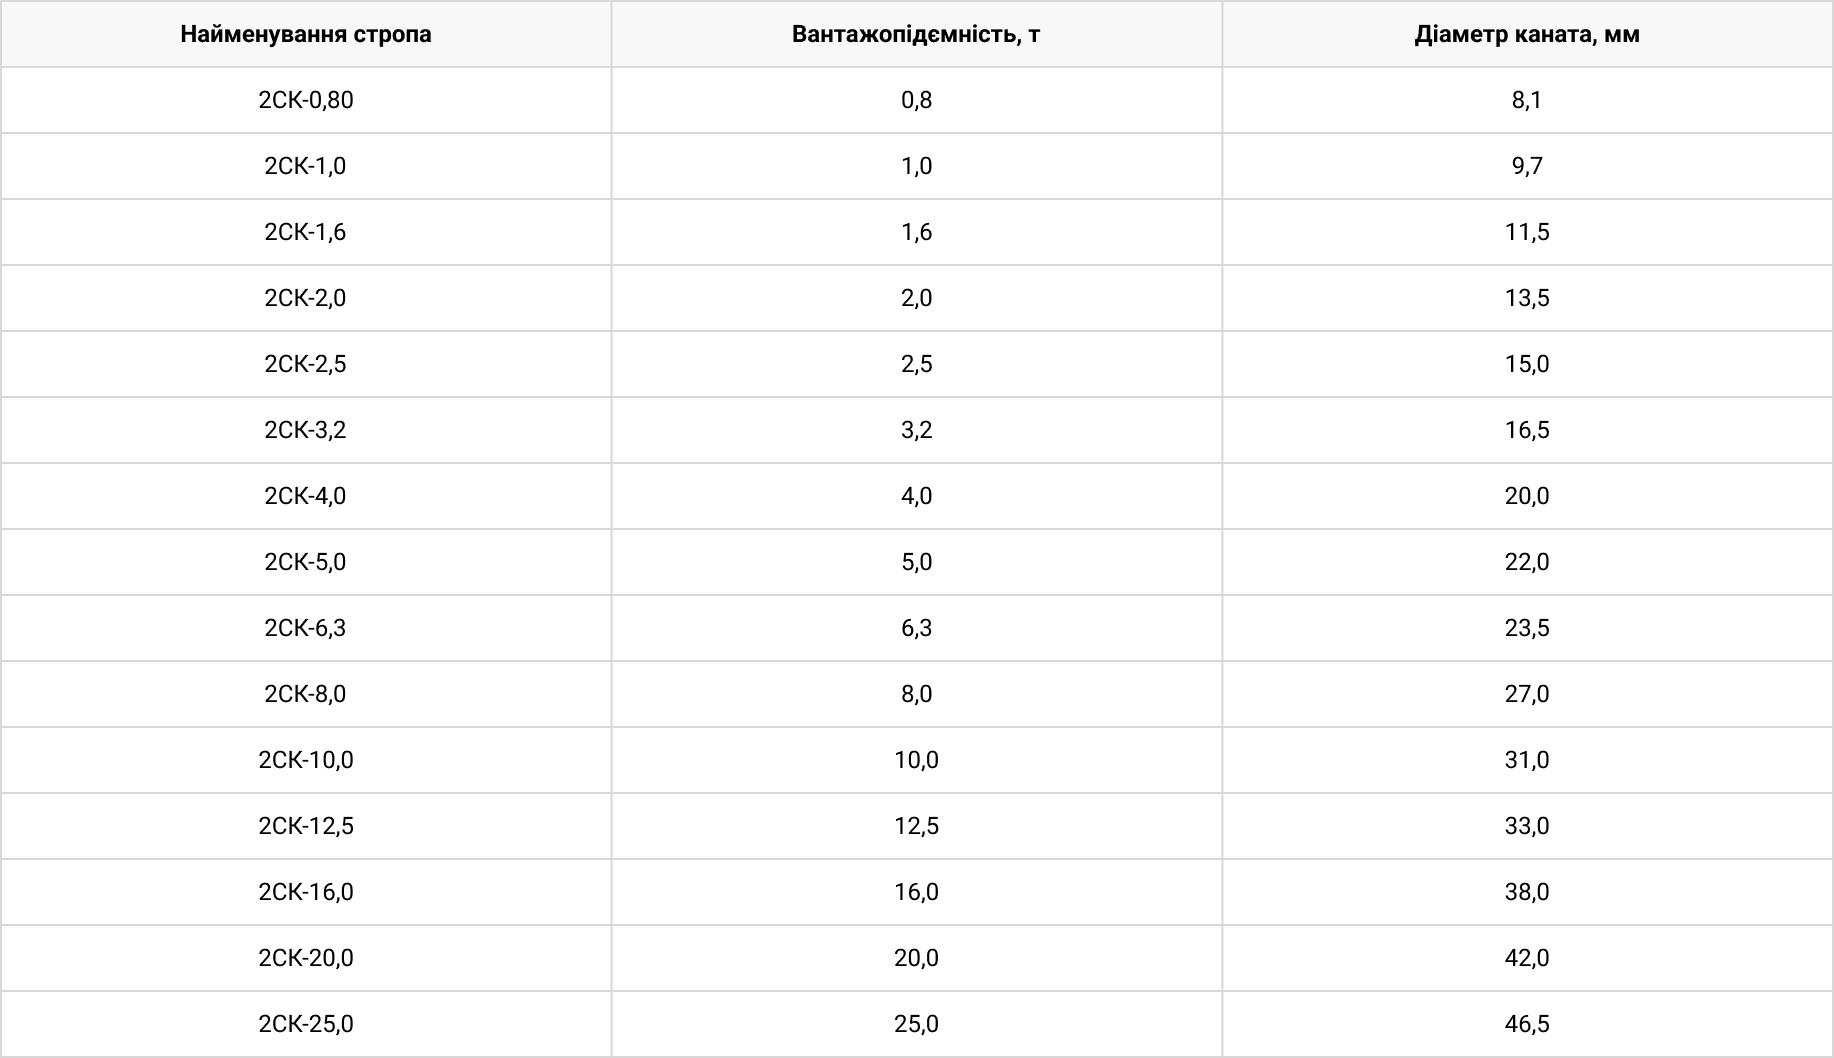 Найменування стропа Вантажопідємність, т Діаметр каната, мм
2СК-0,80 0,8 8,1
2СК-1,0 1,0 9,7
2СК-1,6 1,6 11,5
2СК-2,0 2,0 13,5
2СК-2,5 2,5 15,0
2СК-3,2 3,2 16,5
2СК-4,0 4,0 20,0
2СК-5,0 5,0 22,0
2СК-6,3 6,3 23,5
2СК-8,0 8,0 27,0
2СК-10,0 10,0 31,0
2СК-12,5 12,5 33,0
2СК-16,0 16,0 38,0
2СК-20,0 20,0 42,0
2СК-25,0 25,0 46,5